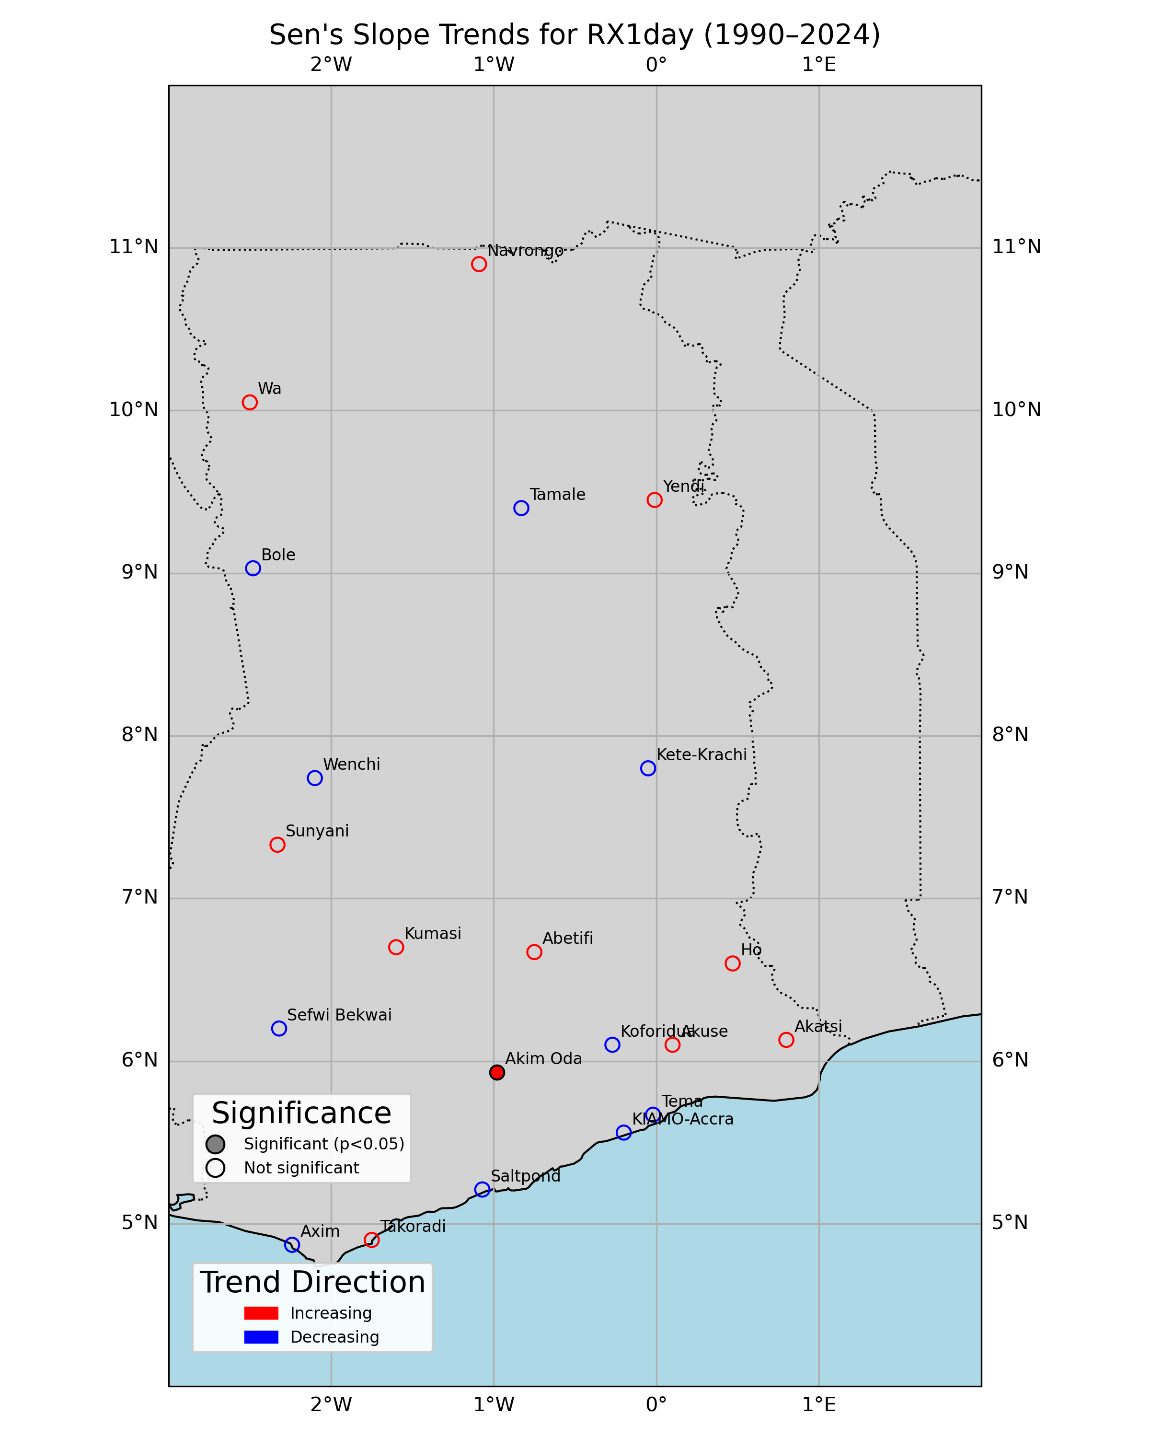 Sen's Slope Trends for RX1day (1990–2024)
2°W 1°W 0° 1°E
11°N Navrongo 11°N
Wa
10°N 10°N
Tamale Yendi
Bole
9°N 9°N
8°N 8°N
Kete-Krachi
Wenchi
Sunyani
7°N 7°N
Kumasi Abetifi
Ho
Sefwi Bekwai
Koforidua Akuse Akatsi
6°N Akim Oda 6°N
Tema
KIAMO-Accra
Significance
Significant (p<0.05)
Not significant
Saltpond
5°N Takoradi 5°N
Axim
Trend Direction
Increasing
Decreasing
2°W 1°W 0° 1°E